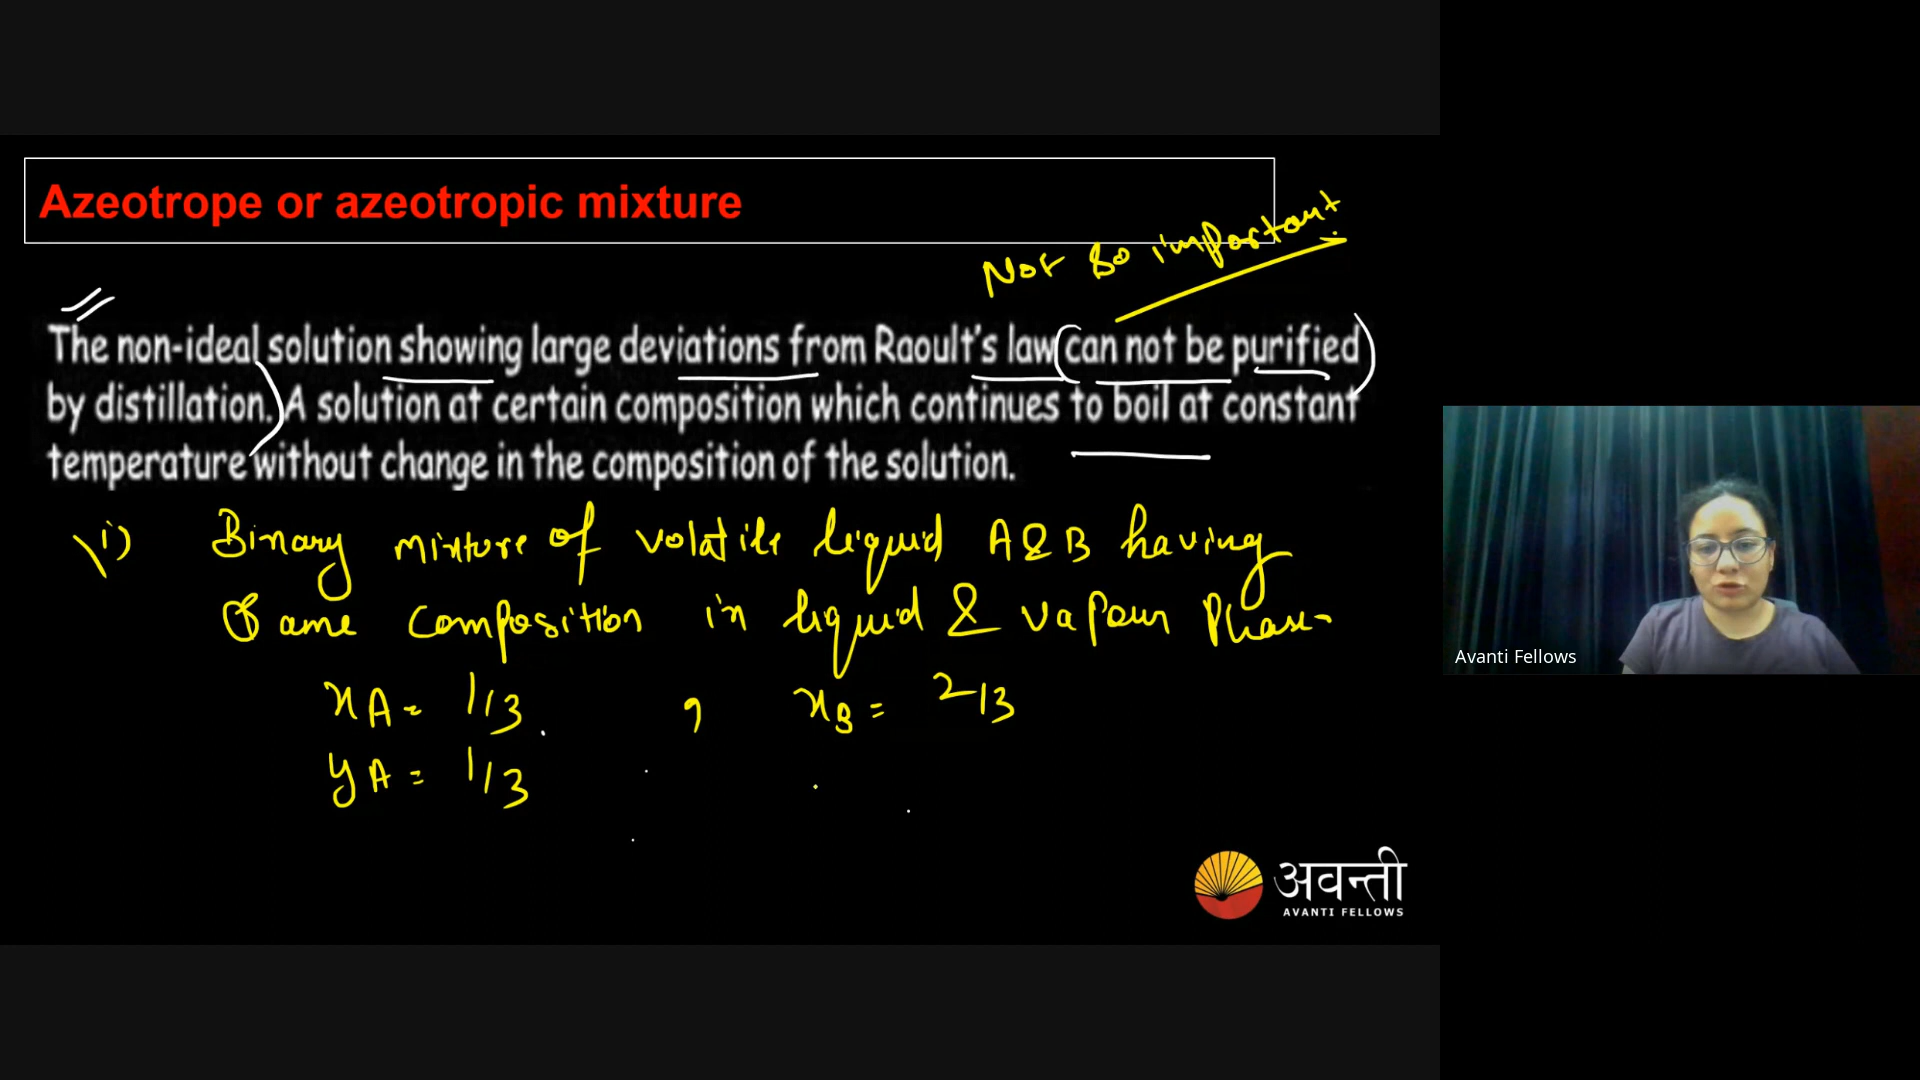 Azeotrope or azeotropic mixture
Not so important
The non-ideal solution showing large deviations from Raoult's law can not be purified
by distillation. A solution at certain composition which continues to boil at constant
temperature without change in the composition of the solution.
i) Binary mixture of volatile liquid A & B having
Same composition in liquid & vapour Phase-
xA = 1/3 , xB = 2/3
yA = 1/3
अवन्ती
AVANTI FELLOWS
Avanti Fellows